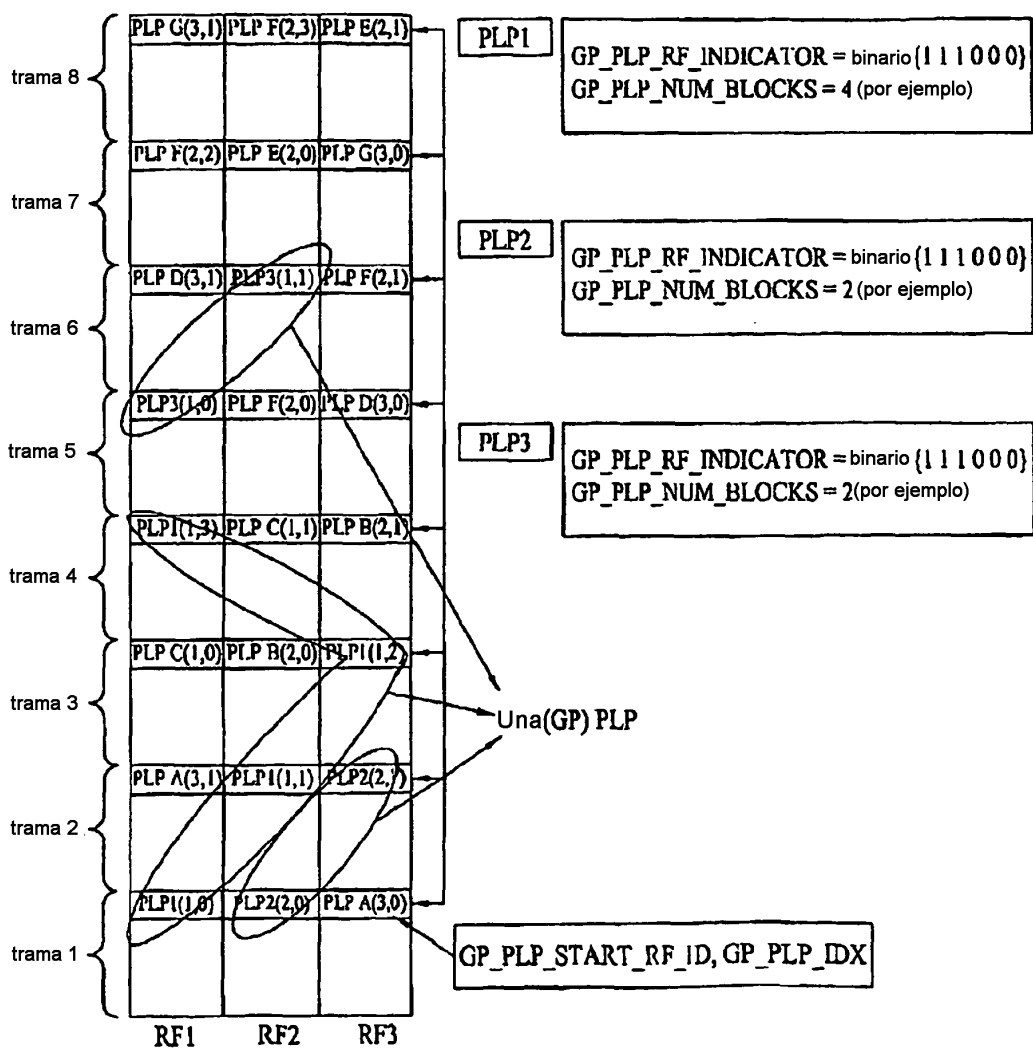 PLP G(3,1) PLP F(2,3) PLP E(2,1)
trama 8
PLP F(2,2) PLP E(2,0) PLP G(3,0)
trama 7
PLP D(3,1) PLP3(1,1) PLP F(2,1)
trama 6
PLP3(1,0) PLP F(2,0) PLP D(3,0)
trama 5
PLP1(1,3) PLP C(1,1) PLP B(2,1)
trama 4
PLP C(1,0) PLP B(2,0) PLP1(1,2)
trama 3
PLP A(3,1) PLP1(1,1) PLP2(2,1)
trama 2
PLP1(1,0) PLP2(2,0) PLP A(3,0)
trama 1
RF1 RF2 RF3
PLP1
GP_PLP_RF_INDICATOR = binario {1 1 1 0 0 0}
GP_PLP_NUM_BLOCKS = 4 (por ejemplo)
PLP2
GP_PLP_RF_INDICATOR = binario {1 1 1 0 0 0}
GP_PLP_NUM_BLOCKS = 2 (por ejemplo)
PLP3
GP_PLP_RF_INDICATOR = binario {1 1 1 0 0 0}
GP_PLP_NUM_BLOCKS = 2 (por ejemplo)
Una(GP) PLP
GP_PLP_START_RF_ID, GP_PLP_IDX